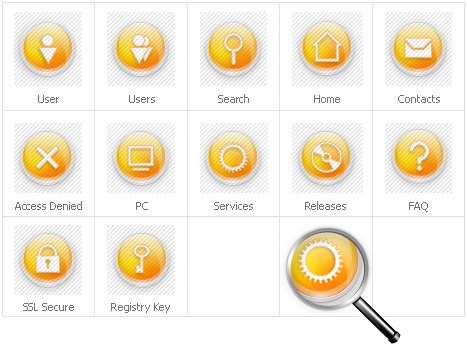 User
Users
Search
Home
Contacts
Access Denied
PC
Services
Releases
FAQ
SSL Secure
Registry Key